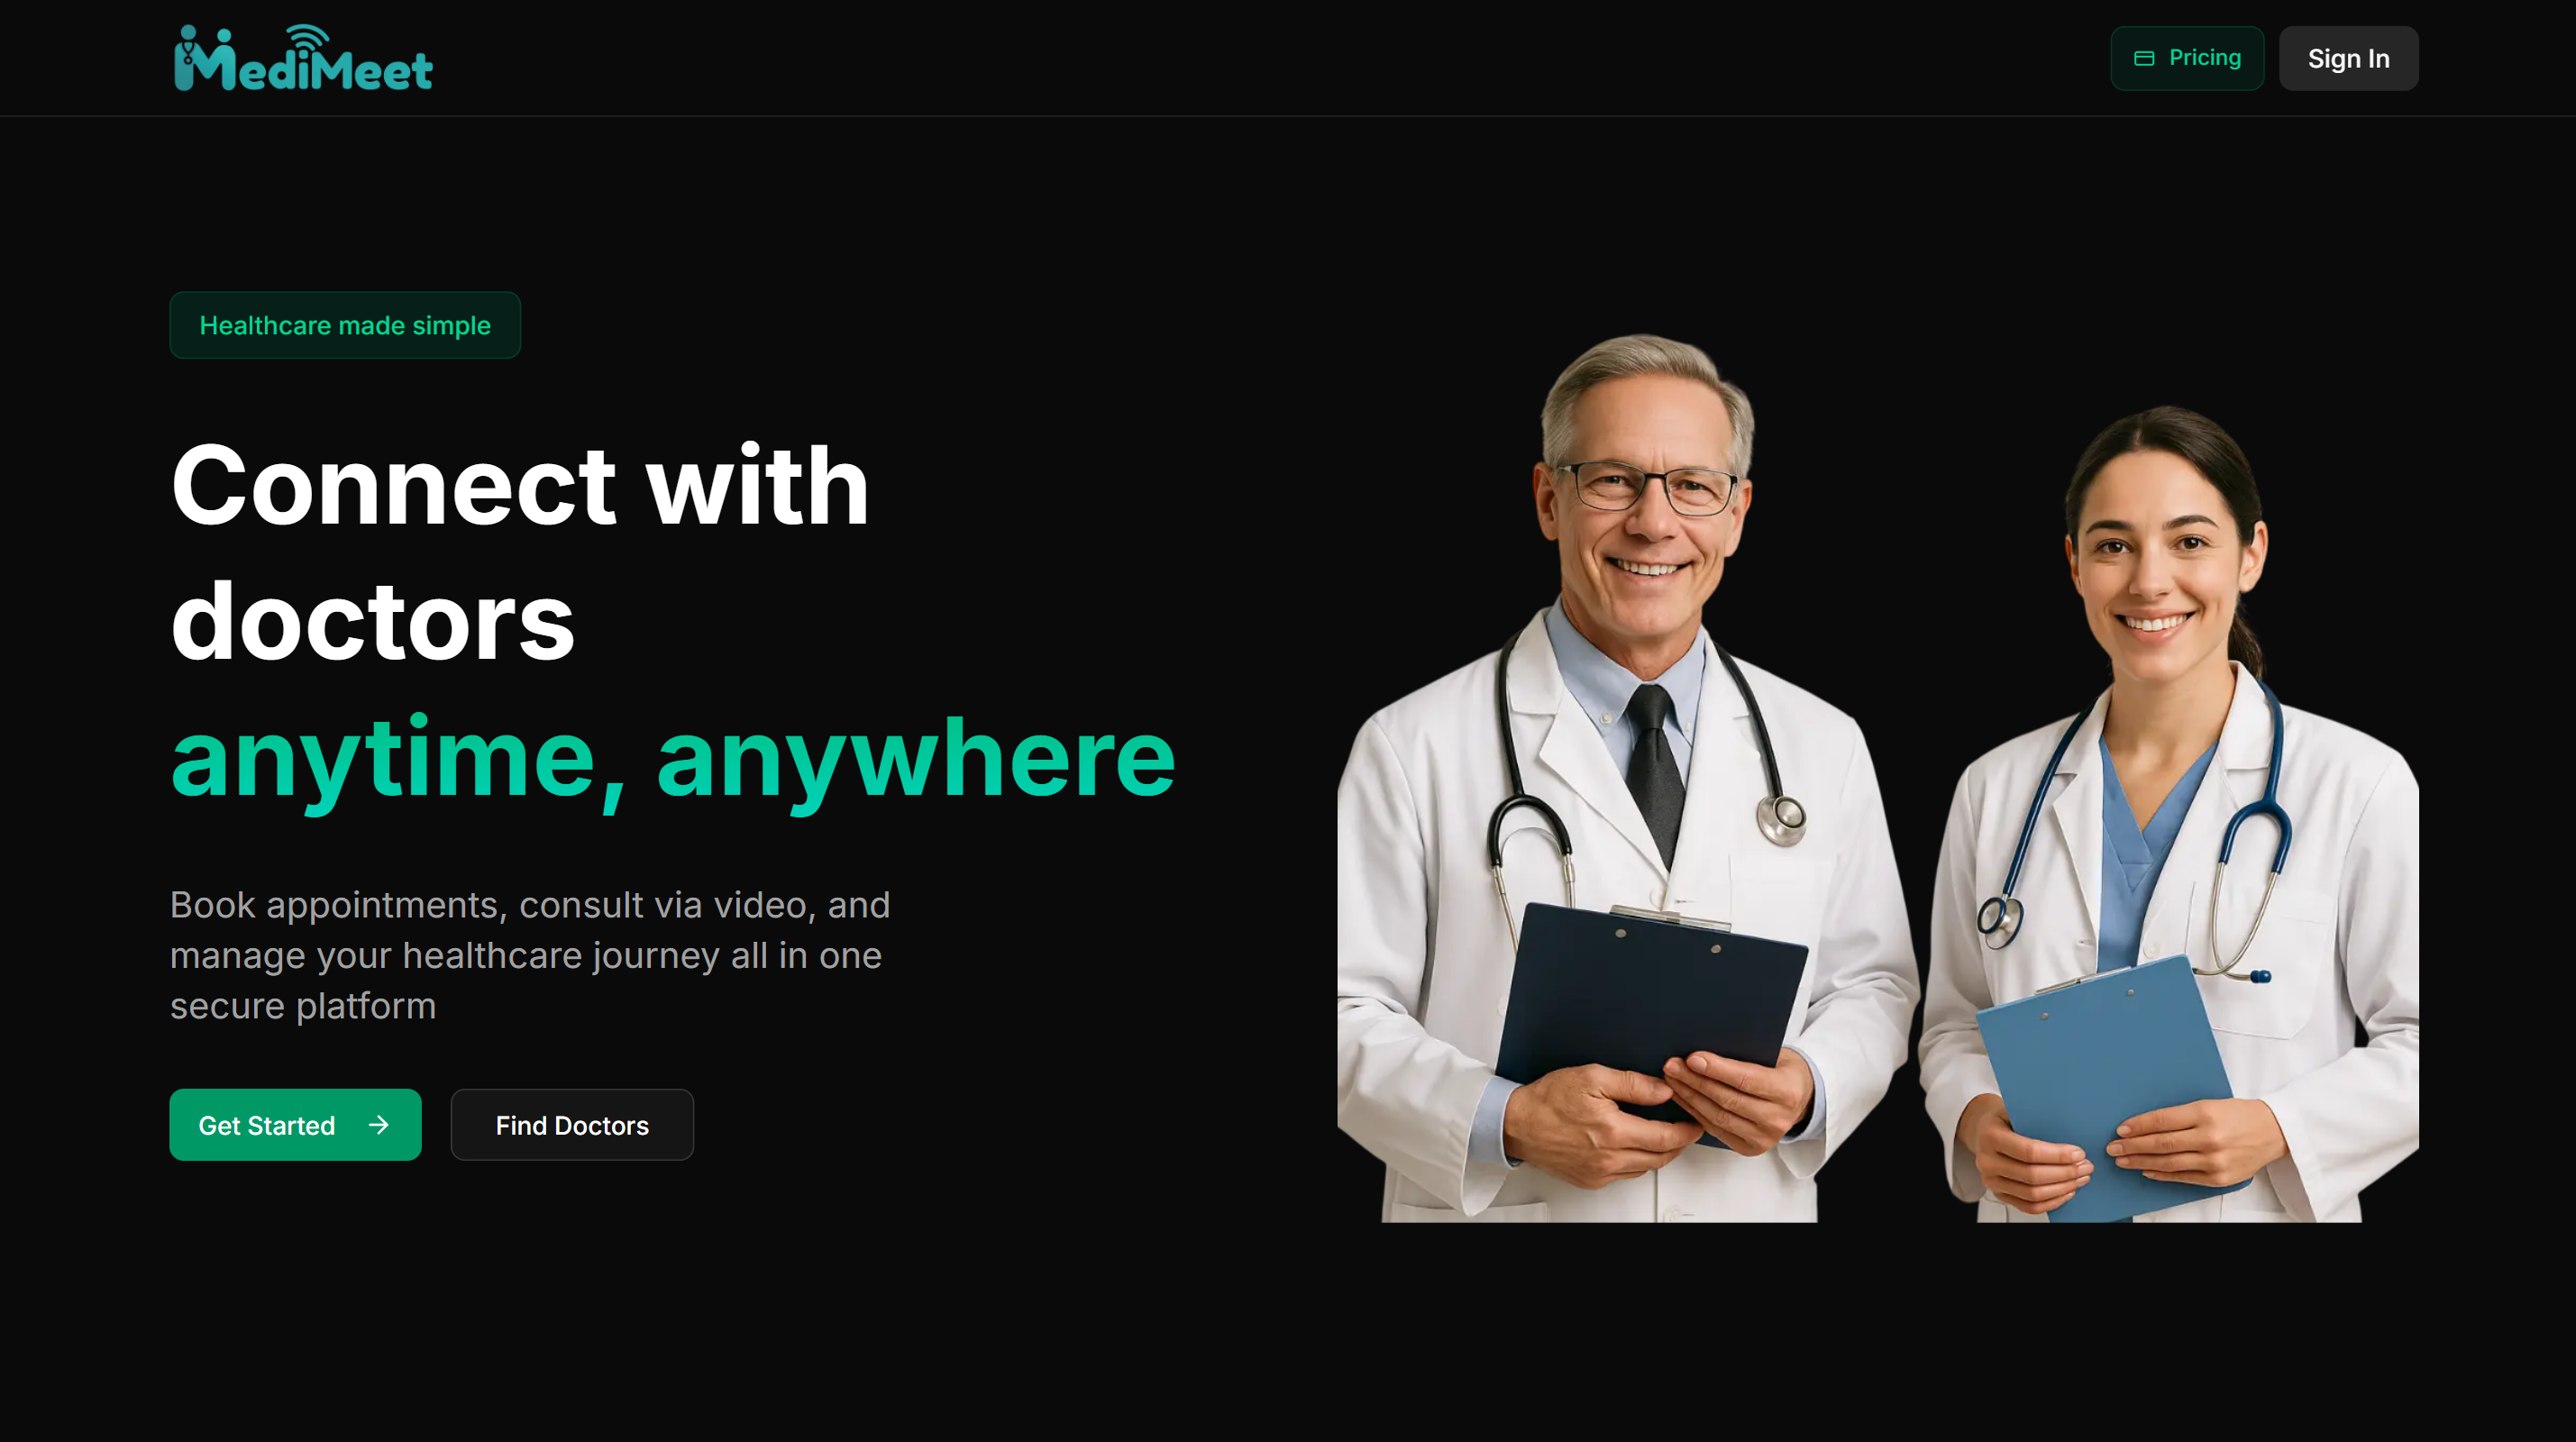 MediMeet
Pricing
Sign In
Healthcare made simple
Connect with
doctors
anytime, anywhere
Book appointments, consult via video, and
manage your healthcare journey all in one
secure platform
Get Started
Find Doctors